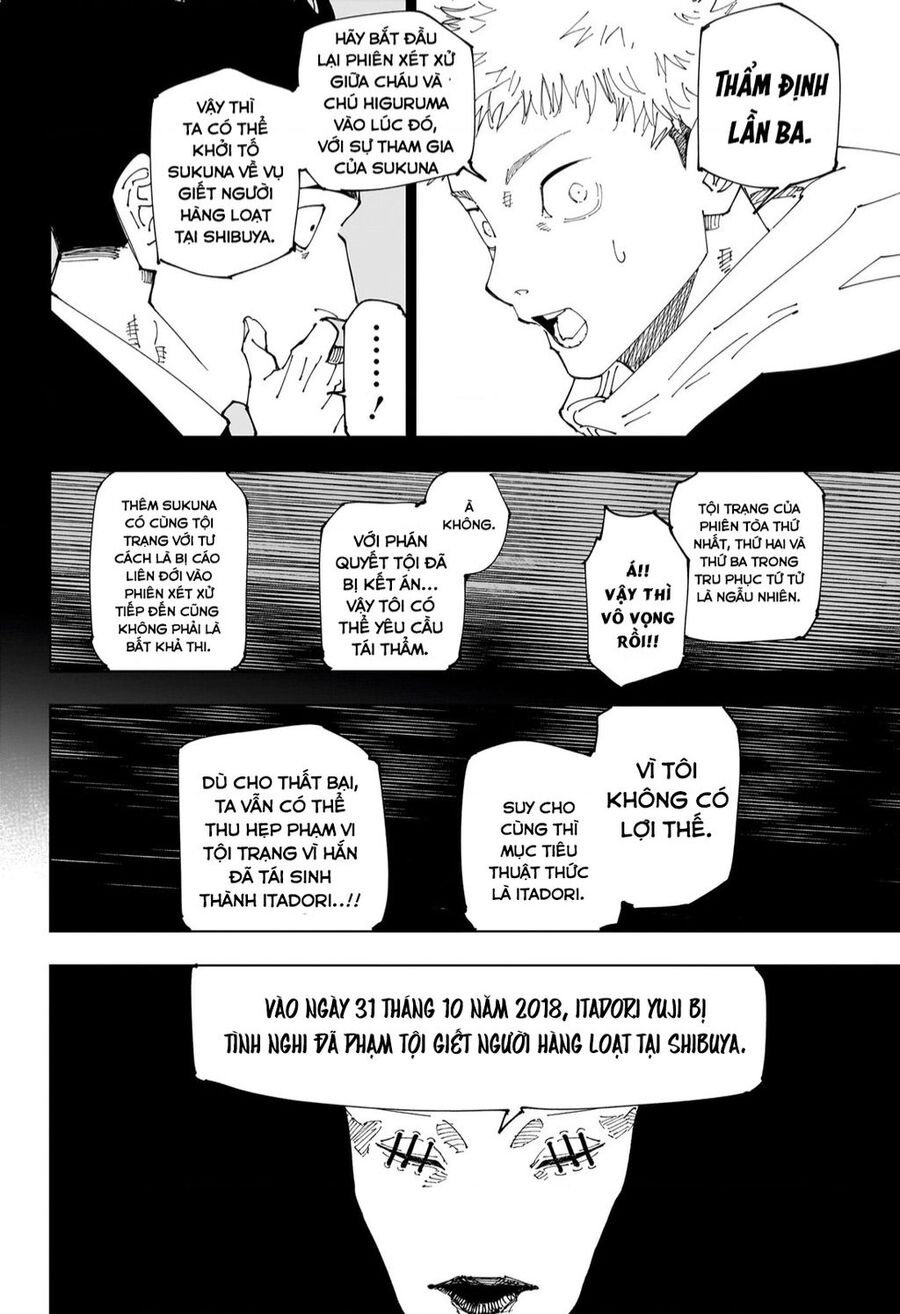 THẨM ĐỊNH
LẦN BA.
HÃY BẮT ĐẦU
LẠI PHIÊN XÉT XỬ
GIỮA CHÁU VÀ
CHÚ HIGURUMA
VÀO LÚC ĐÓ,
VỚI SỰ THAM GIA
CỦA SUKUNA
VẬY THÌ
TA CÓ THỂ
KHỞI TỐ
SUKUNA VỀ VỤ
GIẾT NGƯỜI
HÀNG LOẠT
TẠI SHIBUYA.
.......!
TỘI TRẠNG CỦA
PHIÊN TÒA THỨ
NHẤT, THỨ HAI VÀ
THỨ BA TRONG
TRU PHỤC TỨ TỬ
LÀ NGẪU NHIÊN.
Á!!
VẬY THÌ
VÔ VỌNG
RỒI!!
À
KHÔNG.
VỚI PHÁN
QUYẾT TỘI ĐÃ
BỊ KẾT ÁN...
VẬY TÔI CÓ
THỂ YÊU CẦU
TÁI THẨM.
THÊM SUKUNA
CÓ CÙNG TỘI
TRẠNG VỚI TƯ
CÁCH LÀ BỊ CÁO
LIÊN ĐỚI VÀO
PHIÊN XÉT XỬ
TIẾP ĐẾN CŨNG
KHÔNG PHẢI LÀ
BẤT KHẢ THI.
VÌ TÔI
KHÔNG CÓ
LỢI THẾ.
SUY CHO
CÙNG THÌ
MỤC TIÊU
THUẬT THỨC
LÀ ITADORI.
DÙ CHO THẤT BẠI,
TA VẪN CÓ THỂ
THU HẸP PHẠM VI
TỘI TRẠNG VÌ HẮN
ĐÃ TÁI SINH
THÀNH ITADORI..!!
VÀO NGÀY 31 THÁNG 10 NĂM 2018, ITADORI YUJI BỊ
TÌNH NGHI ĐÃ PHẠM TỘI GIẾT NGƯỜI HÀNG LOẠT TẠI SHIBUYA.